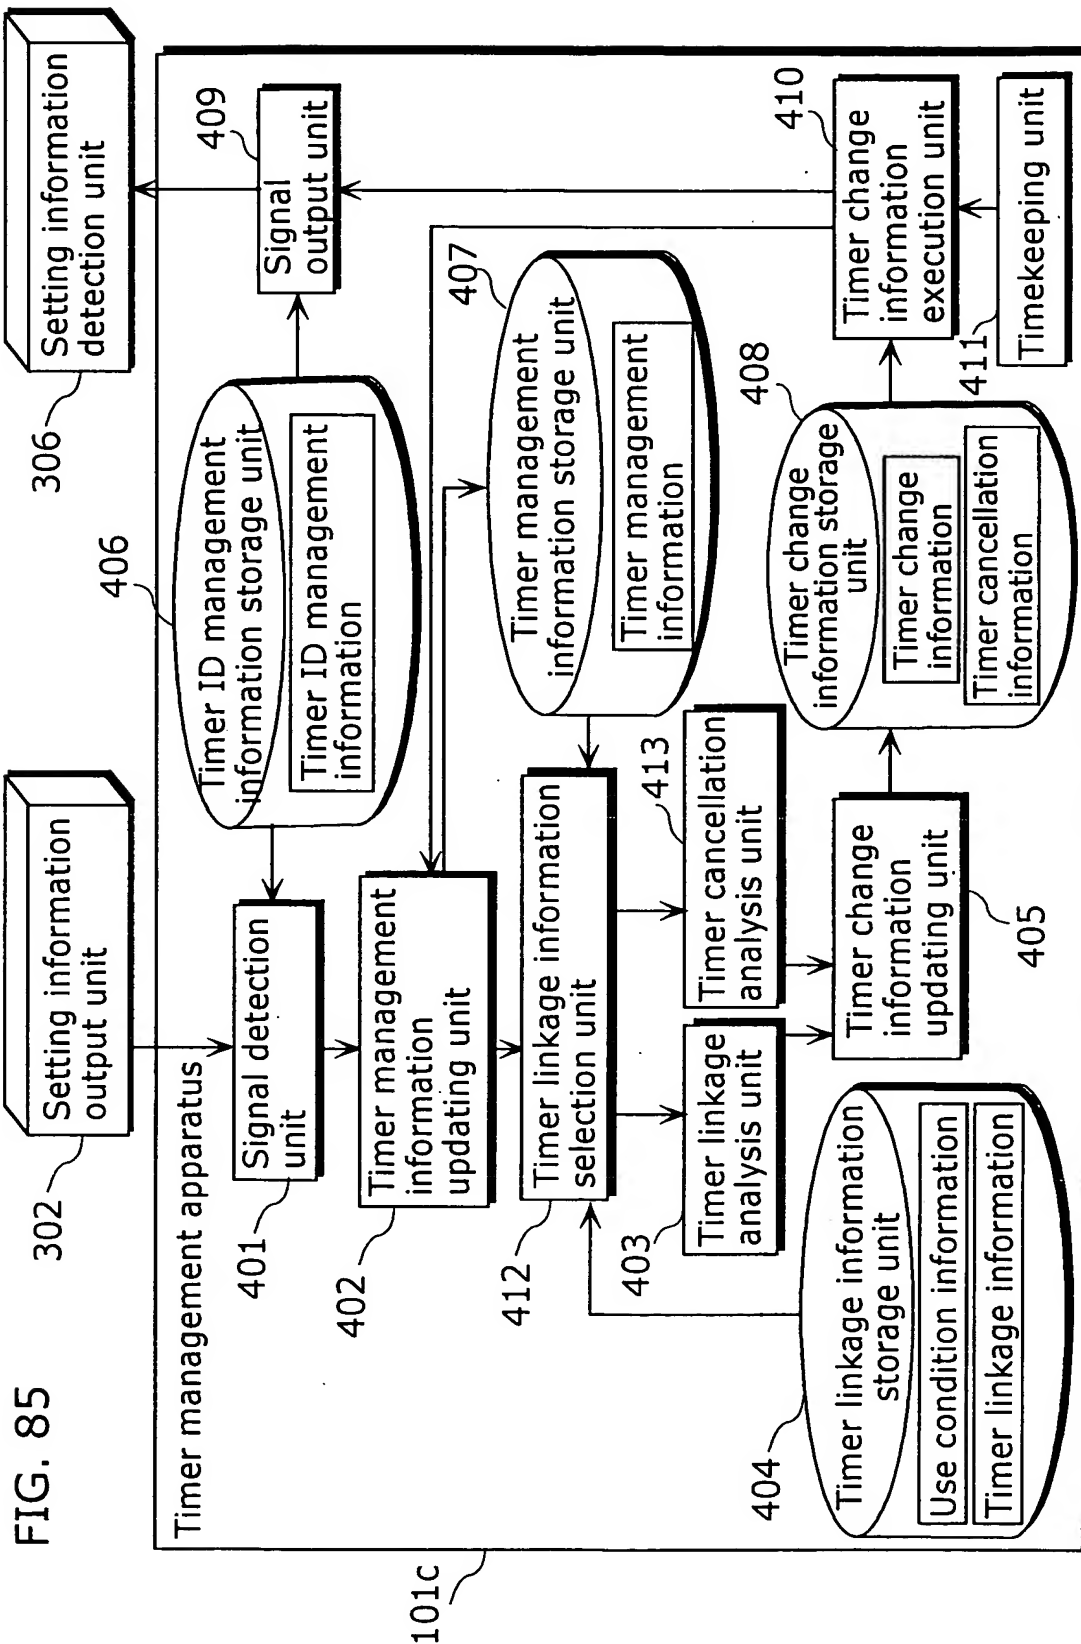 FIG. 85
302
Setting information
output unit
306
Setting information
detection unit
101c
Timer management apparatus
401
Signal detection
unit
406
Timer ID management
information storage unit
Timer ID management
information
409
Signal
output unit
402
Timer management
information
updating unit
407
Timer management
information storage unit
Timer management
information
412
Timer linkage information
selection unit
403
Timer linkage
analysis unit
413
Timer cancellation
analysis unit
404
Timer linkage information
storage unit
Use condition information
Timer linkage information
405
Timer change
information
updating unit
408
Timer change
information storage
unit
Timer change
information
Timer cancellation
information
410
Timer change
information
execution unit
411
Timekeeping unit